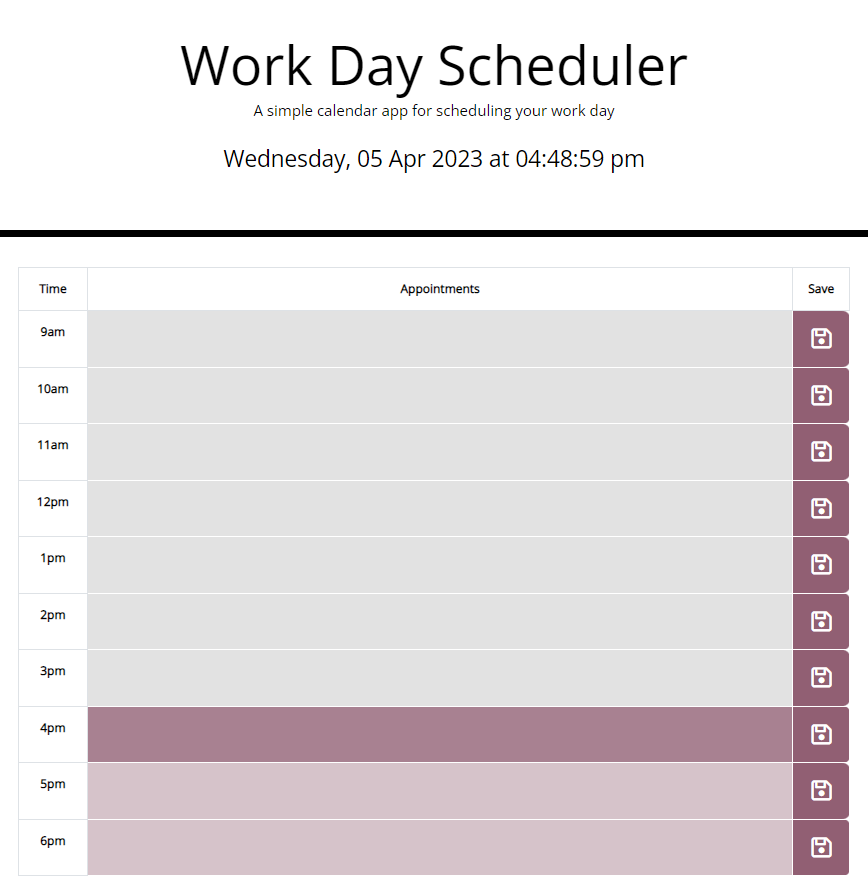 Work Day Scheduler
A simple calendar app for scheduling your work day
Wednesday, 05 Apr 2023 at 04:48:59 pm
Time Appointments Save
9am
10am
11am
12pm
1pm
2pm
3pm
4pm
5pm
6pm